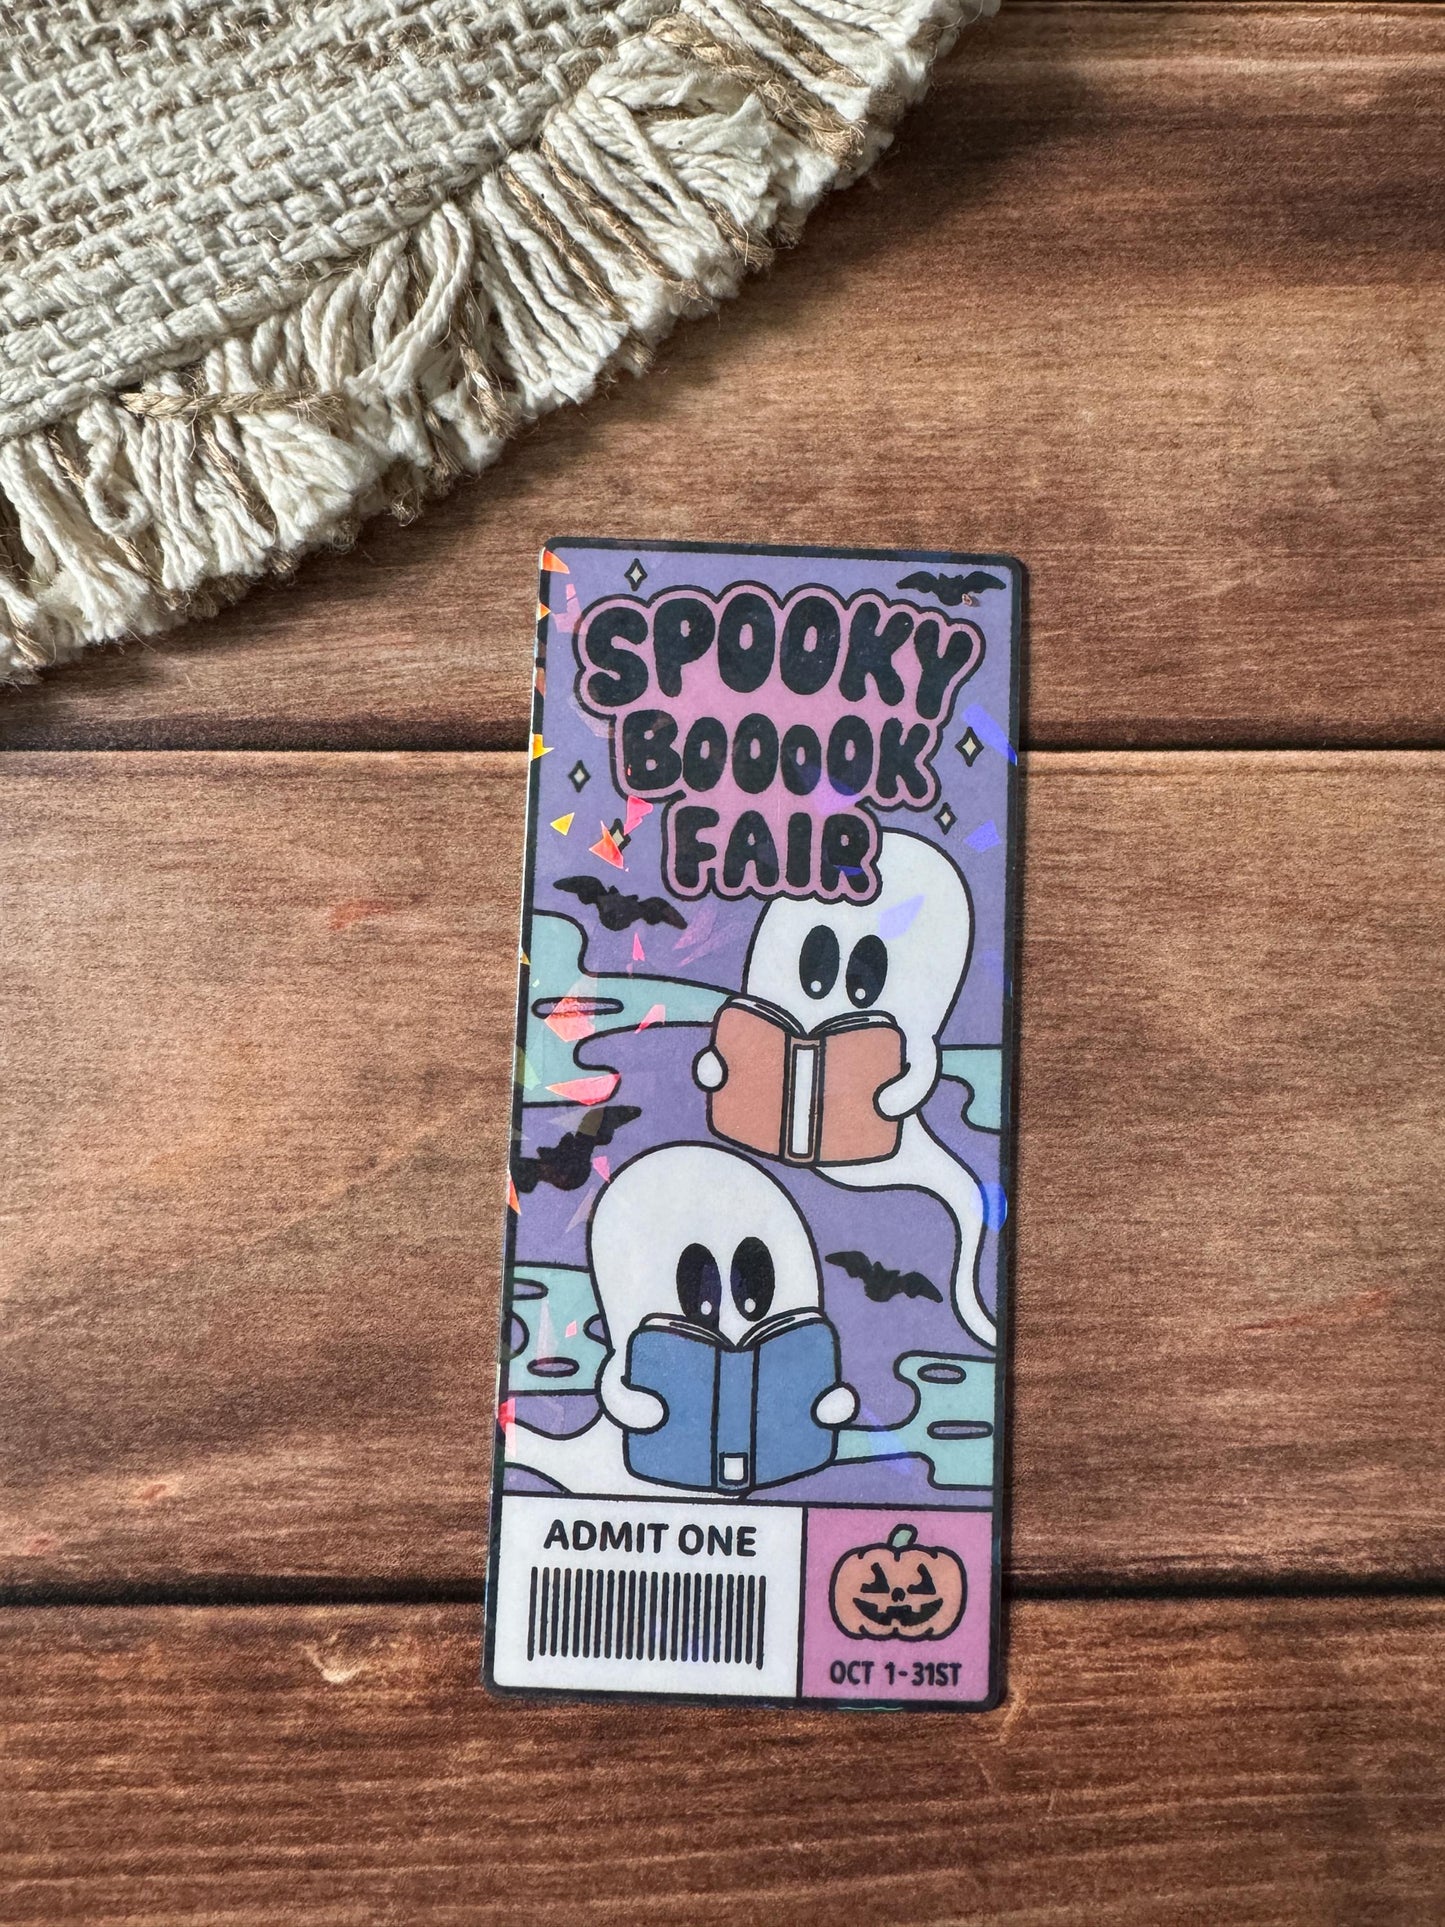 SPOOKY
BOOOOK
FAIR
ADMIT ONE
OCT 1-31ST